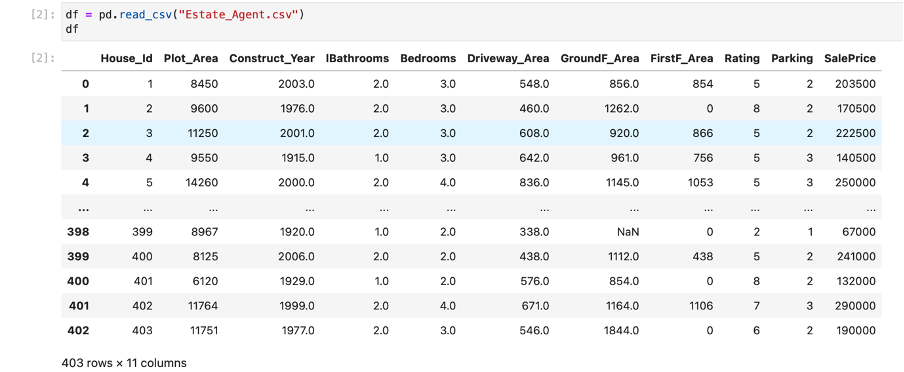 [2]: df = pd.read_csv("Estate_Agent.csv")
df
[2]: House_Id Plot_Area Construct_Year IBathrooms Bedrooms Driveway_Area GroundF_Area FirstF_Area Rating Parking SalePrice
0 1 8450 2003.0 2.0 3.0 548.0 856.0 854 5 2 203500
1 2 9600 1976.0 2.0 3.0 460.0 1262.0 0 8 2 170500
2 3 11250 2001.0 2.0 3.0 608.0 920.0 866 5 2 222500
3 4 9550 1915.0 1.0 3.0 642.0 961.0 756 5 3 140500
4 5 14260 2000.0 2.0 4.0 836.0 1145.0 1053 5 3 250000
... ... ... ... ... ... ... ... ... ... ... ...
398 399 8967 1920.0 1.0 2.0 338.0 NaN 0 2 1 67000
399 400 8125 2006.0 2.0 2.0 438.0 1112.0 438 5 2 241000
400 401 6120 1929.0 1.0 2.0 576.0 854.0 0 8 2 132000
401 402 11764 1999.0 2.0 4.0 671.0 1164.0 1106 7 3 290000
402 403 11751 1977.0 2.0 3.0 546.0 1844.0 0 6 2 190000
403 rows × 11 columns